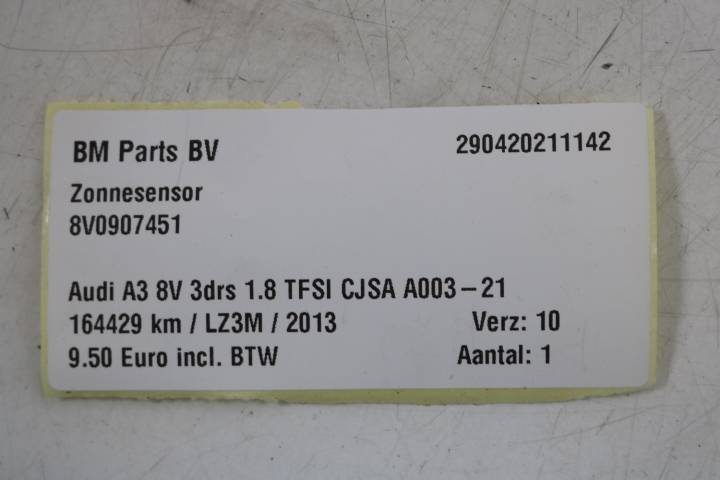 BM Parts BV 290420211142
Zonnesensor
8V0907451
Audi A3 8V 3drs 1.8 TFSI CJSA A003-21
164429 km / LZ3M / 2013 Verz: 10
9.50 Euro incl. BTW Aantal: 1